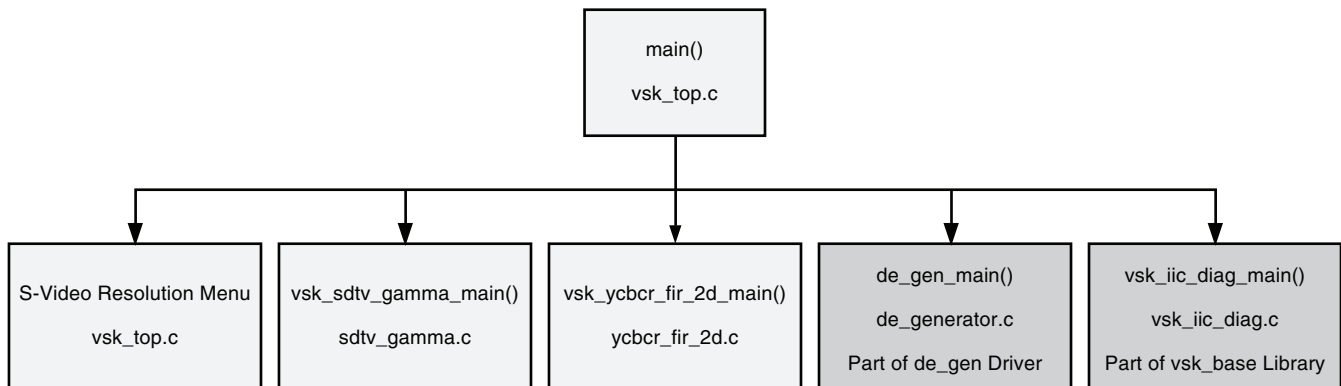 main()
vsk_top.c
S-Video Resolution Menu
vsk_top.c
vsk_sdtv_gamma_main()
sdtv_gamma.c
vsk_ycbcr_fir_2d_main()
ycbcr_fir_2d.c
de_gen_main()
de_generator.c
Part of de_gen Driver
vsk_iic_diag_main()
vsk_iic_diag.c
Part of vsk_base Library